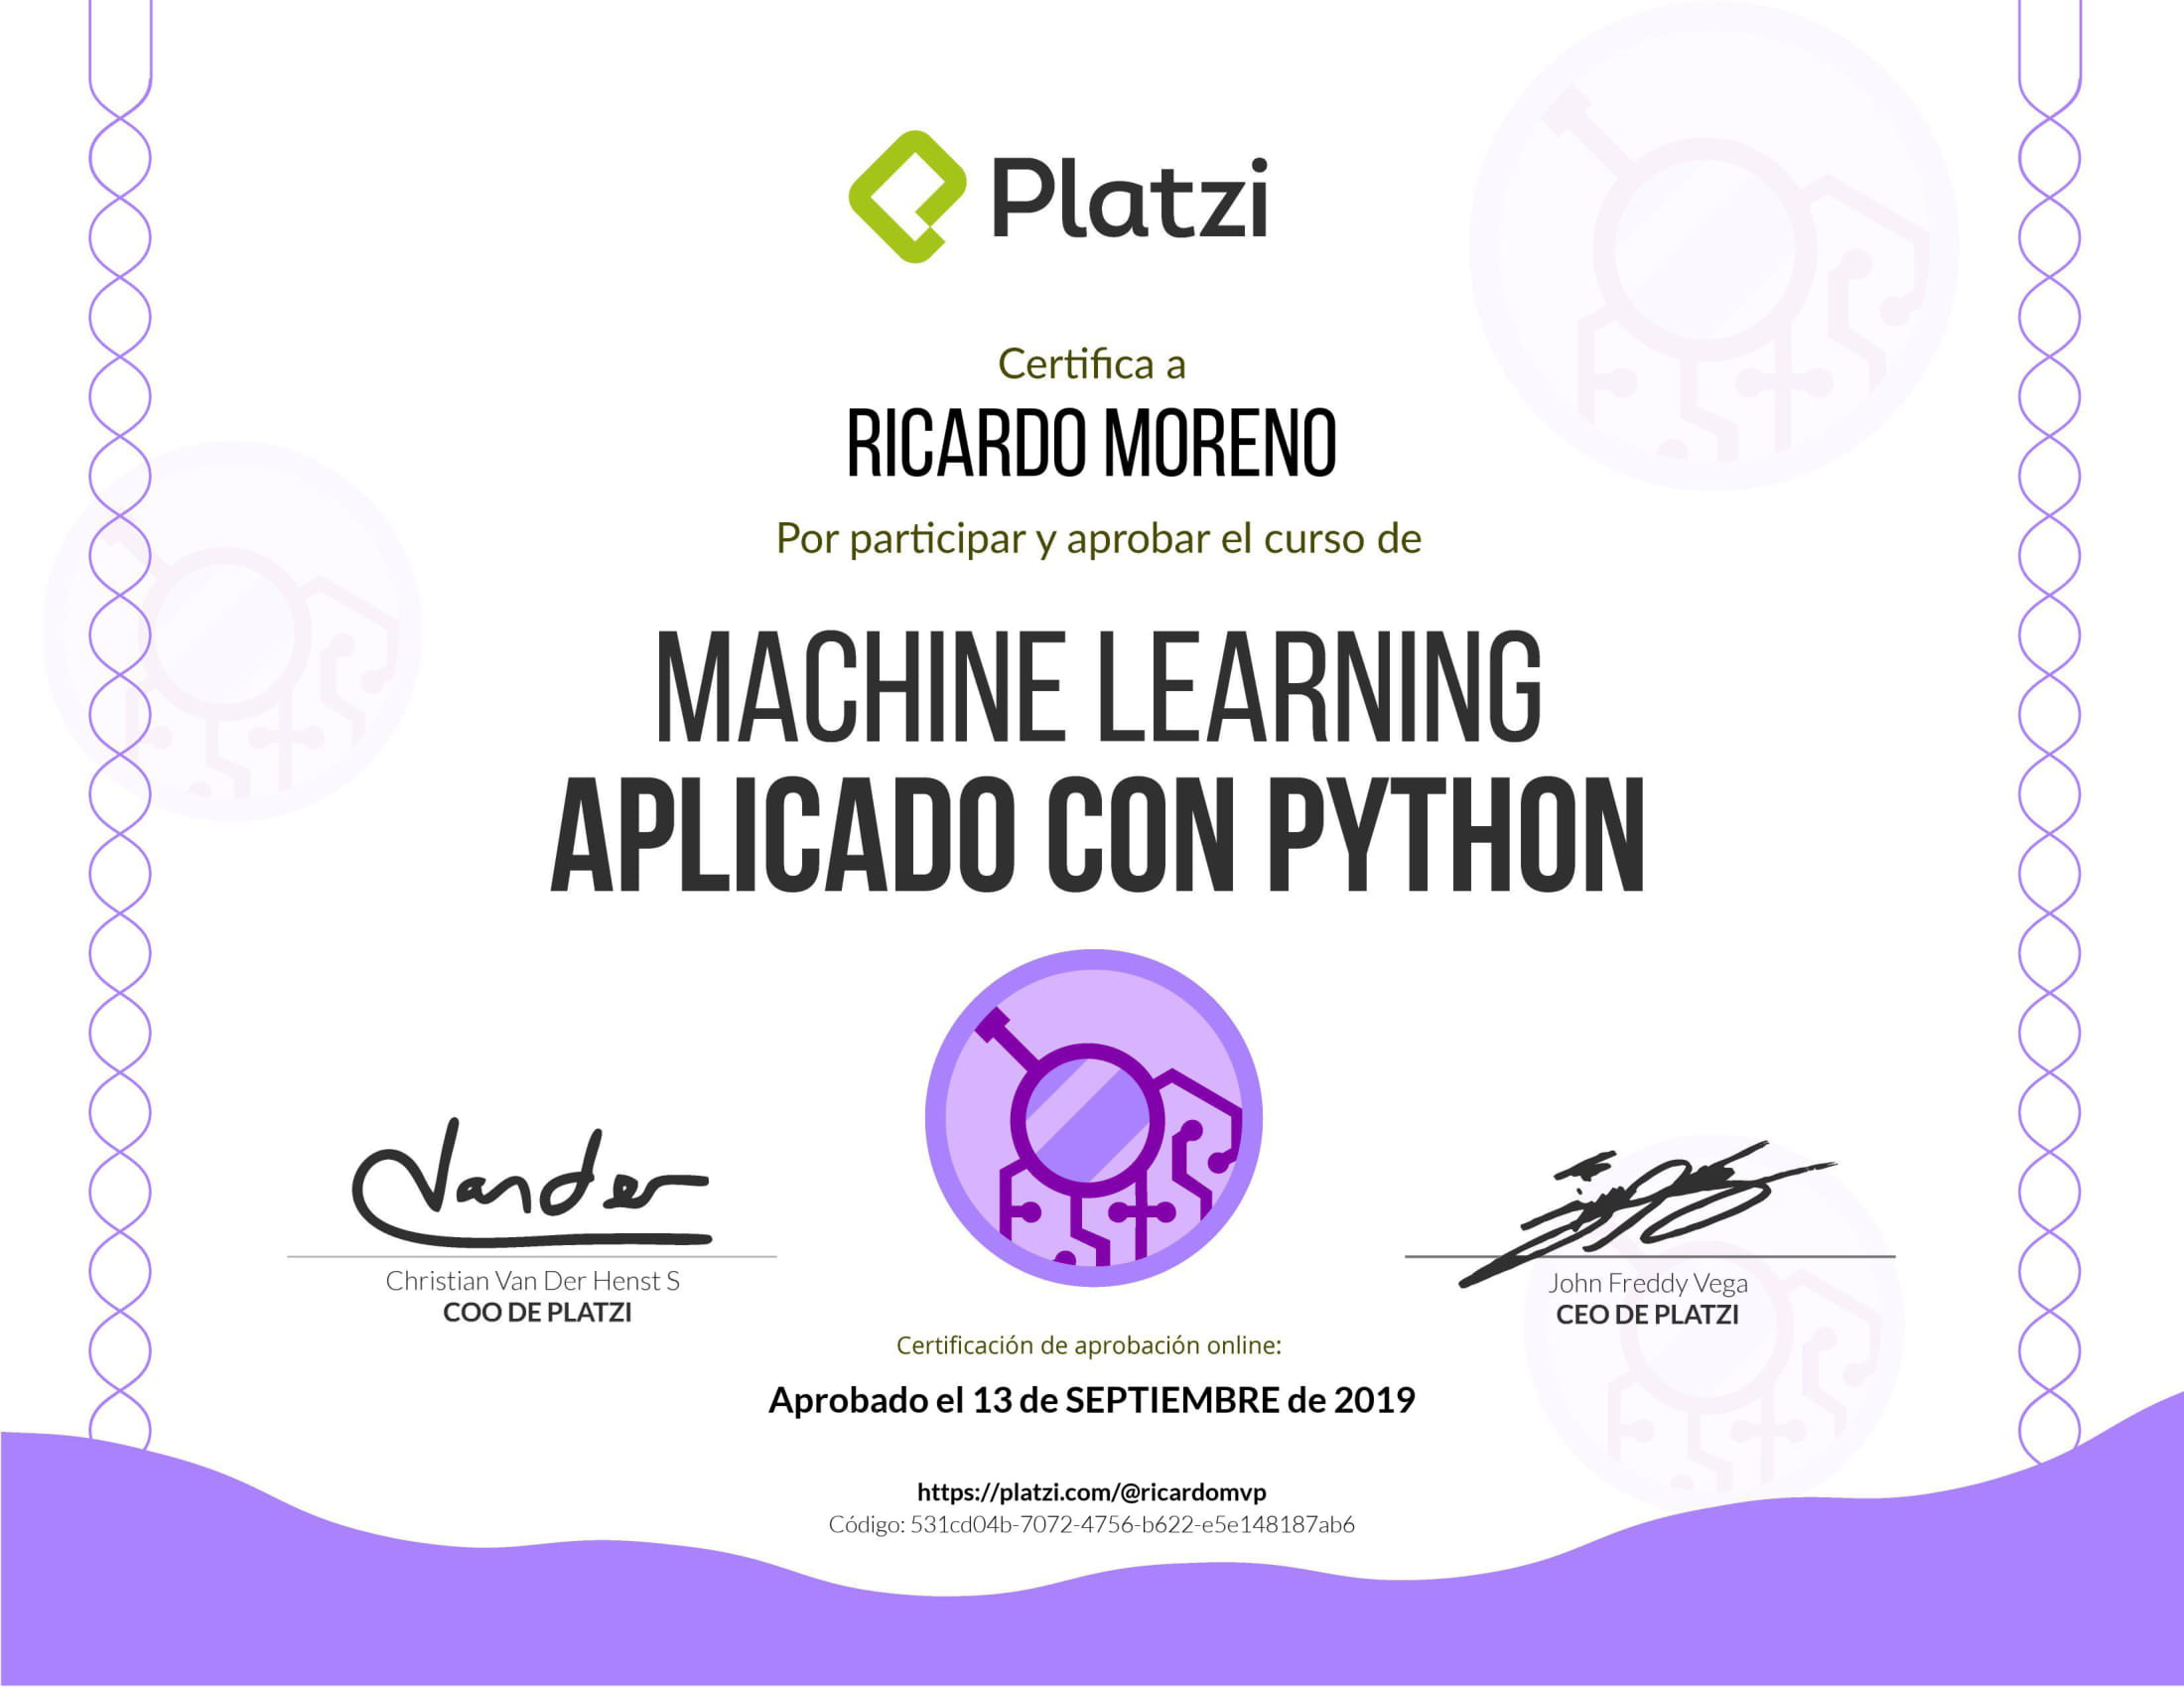 Platzi
Certifica a
RICARDO MORENO
Por participar y aprobar el curso de
MACHINE LEARNING
APLICADO CON PYTHON
Vander
Christian Van Der Henst S
COO DE PLATZI
John Freddy Vega
CEO DE PLATZI
Certificación de aprobación online:
Aprobado el 13 de SEPTIEMBRE de 2019
https://platzi.com/@ricardomvp
Código: 531cd04b-7072-4756-b622-e5e148187ab6